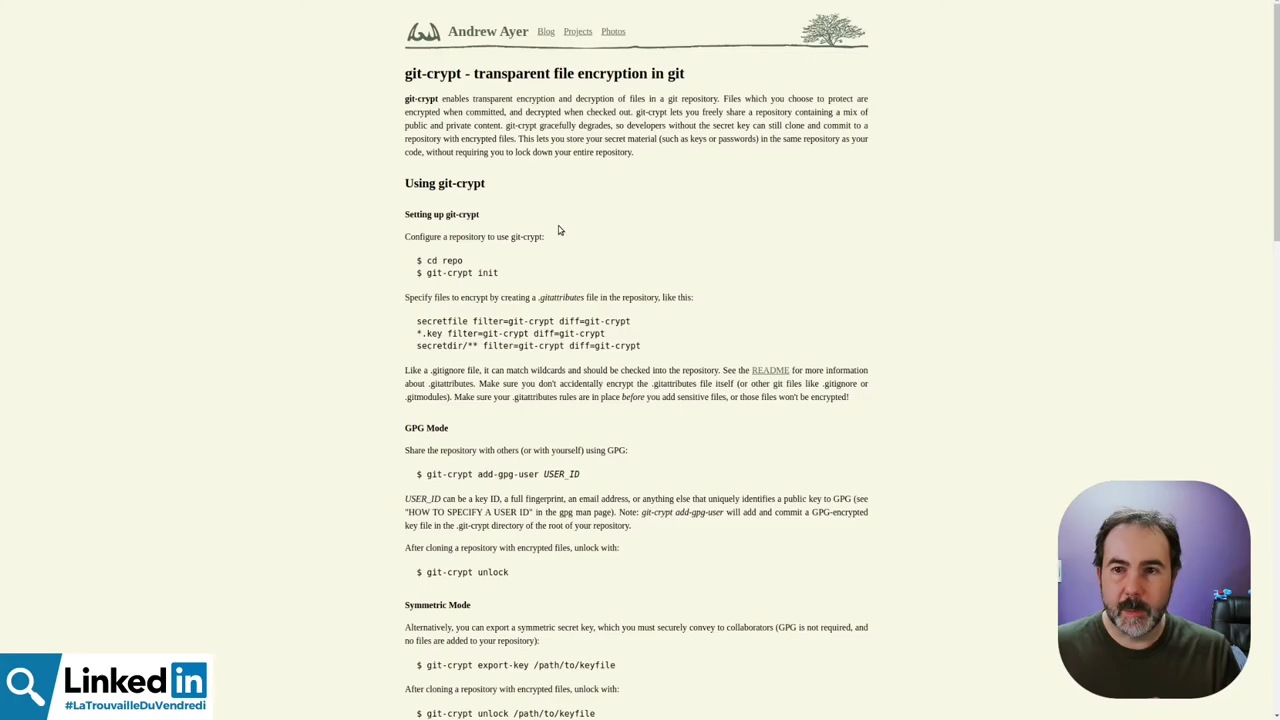 Andrew Ayer Blog Projects Photos
git-crypt - transparent file encryption in git
git-crypt enables transparent encryption and decryption of files in a git repository. Files which you choose to protect are
encrypted when committed, and decrypted when checked out. git-crypt lets you freely share a repository containing a mix of
public and private content. git-crypt gracefully degrades, so developers without the secret key can still clone and commit to a
repository with encrypted files. This lets you store your secret material (such as keys or passwords) in the same repository as your
code, without requiring you to lock down your entire repository.
Using git-crypt
Setting up git-crypt
Configure a repository to use git-crypt:
$ cd repo
$ git-crypt init
Specify files to encrypt by creating a .gitattributes file in the repository, like this:
secretfile filter=git-crypt diff=git-crypt
*.key filter=git-crypt diff=git-crypt
secretdir/** filter=git-crypt diff=git-crypt
Like a .gitignore file, it can match wildcards and should be checked into the repository. See the README for more information
about .gitattributes. Make sure you don't accidentally encrypt the .gitattributes file itself (or other git files like .gitignore or
.gitmodules). Make sure your .gitattributes rules are in place before you add sensitive files, or those files won't be encrypted!
GPG Mode
Share the repository with others (or with yourself) using GPG:
$ git-crypt add-gpg-user USER_ID
USER_ID can be a key ID, a full fingerprint, an email address, or anything else that uniquely identifies a public key to GPG (see
"HOW TO SPECIFY A USER ID" in the gpg man page). Note: git-crypt add-gpg-user will add and commit a GPG-encrypted
key file in the .git-crypt directory of the root of your repository.
After cloning a repository with encrypted files, unlock with:
$ git-crypt unlock
Symmetric Mode
Alternatively, you can export a symmetric secret key, which you must securely convey to collaborators (GPG is not required, and
no files are added to your repository):
$ git-crypt export-key /path/to/keyfile
After cloning a repository with encrypted files, unlock with:
$ git-crypt unlock /path/to/keyfile
Linked in
#LaTrouvailleDuVendredi